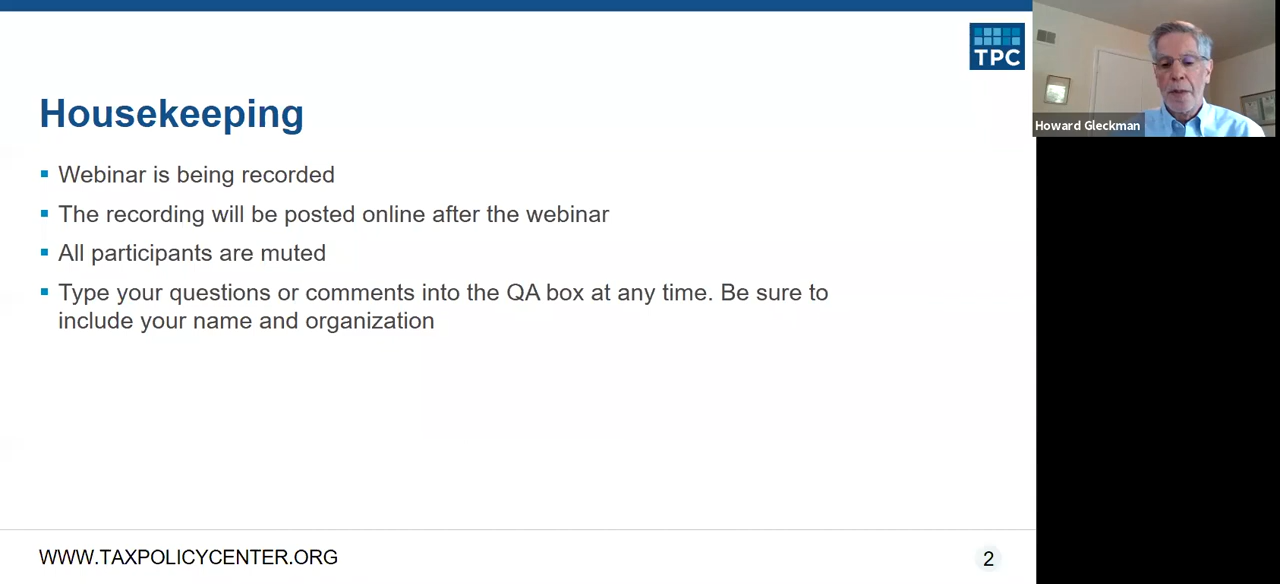 TPC
Housekeeping
Webinar is being recorded
The recording will be posted online after the webinar
All participants are muted
Type your questions or comments into the QA box at any time. Be sure to
include your name and organization
WWW.TAXPOLICYCENTER.ORG
2
Howard Gleckman